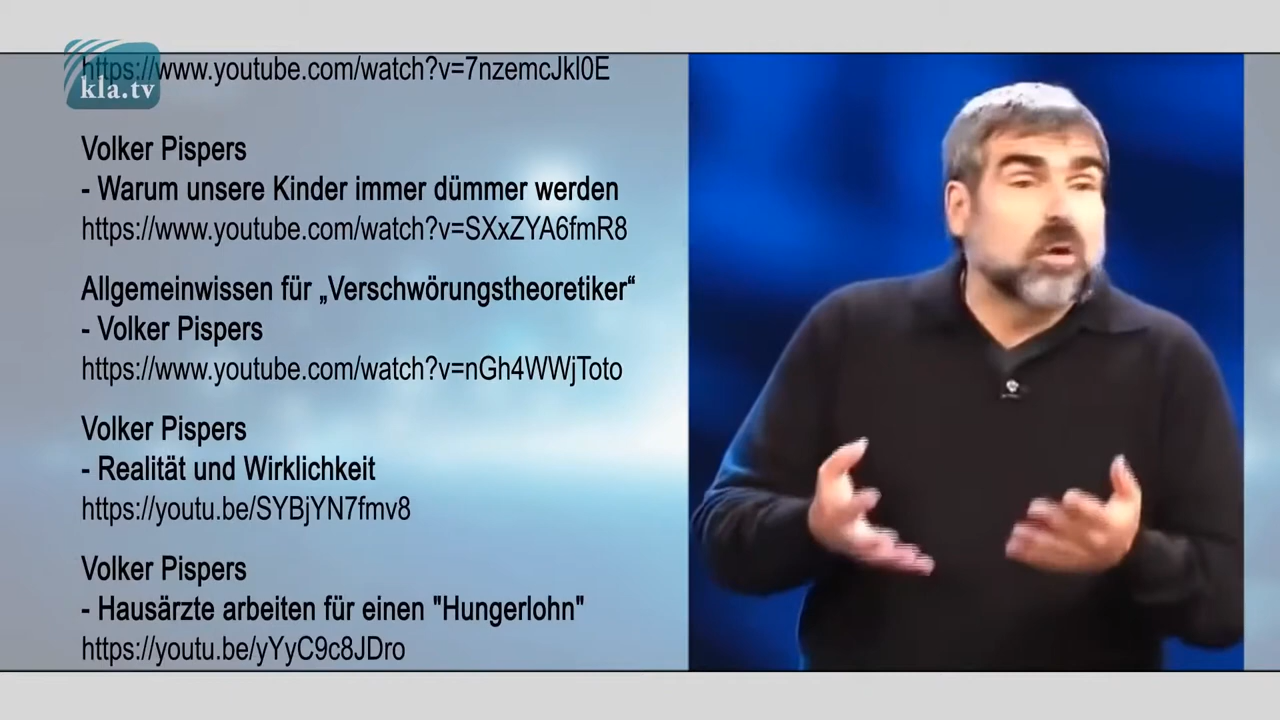 https://www.youtube.com/watch?v=7nzemcJkl0E
kla.tv
Volker Pispers
- Warum unsere Kinder immer dümmer werden
https://www.youtube.com/watch?v=SXxZYA6fmR8
Allgemeinwissen für „Verschwörungstheoretiker“
- Volker Pispers
https://www.youtube.com/watch?v=nGh4WWjToto
Volker Pispers
- Realität und Wirklichkeit
https://youtu.be/SYBjYN7fmv8
Volker Pispers
- Hausärzte arbeiten für einen "Hungerlohn"
https://youtu.be/yYyC9c8JDro